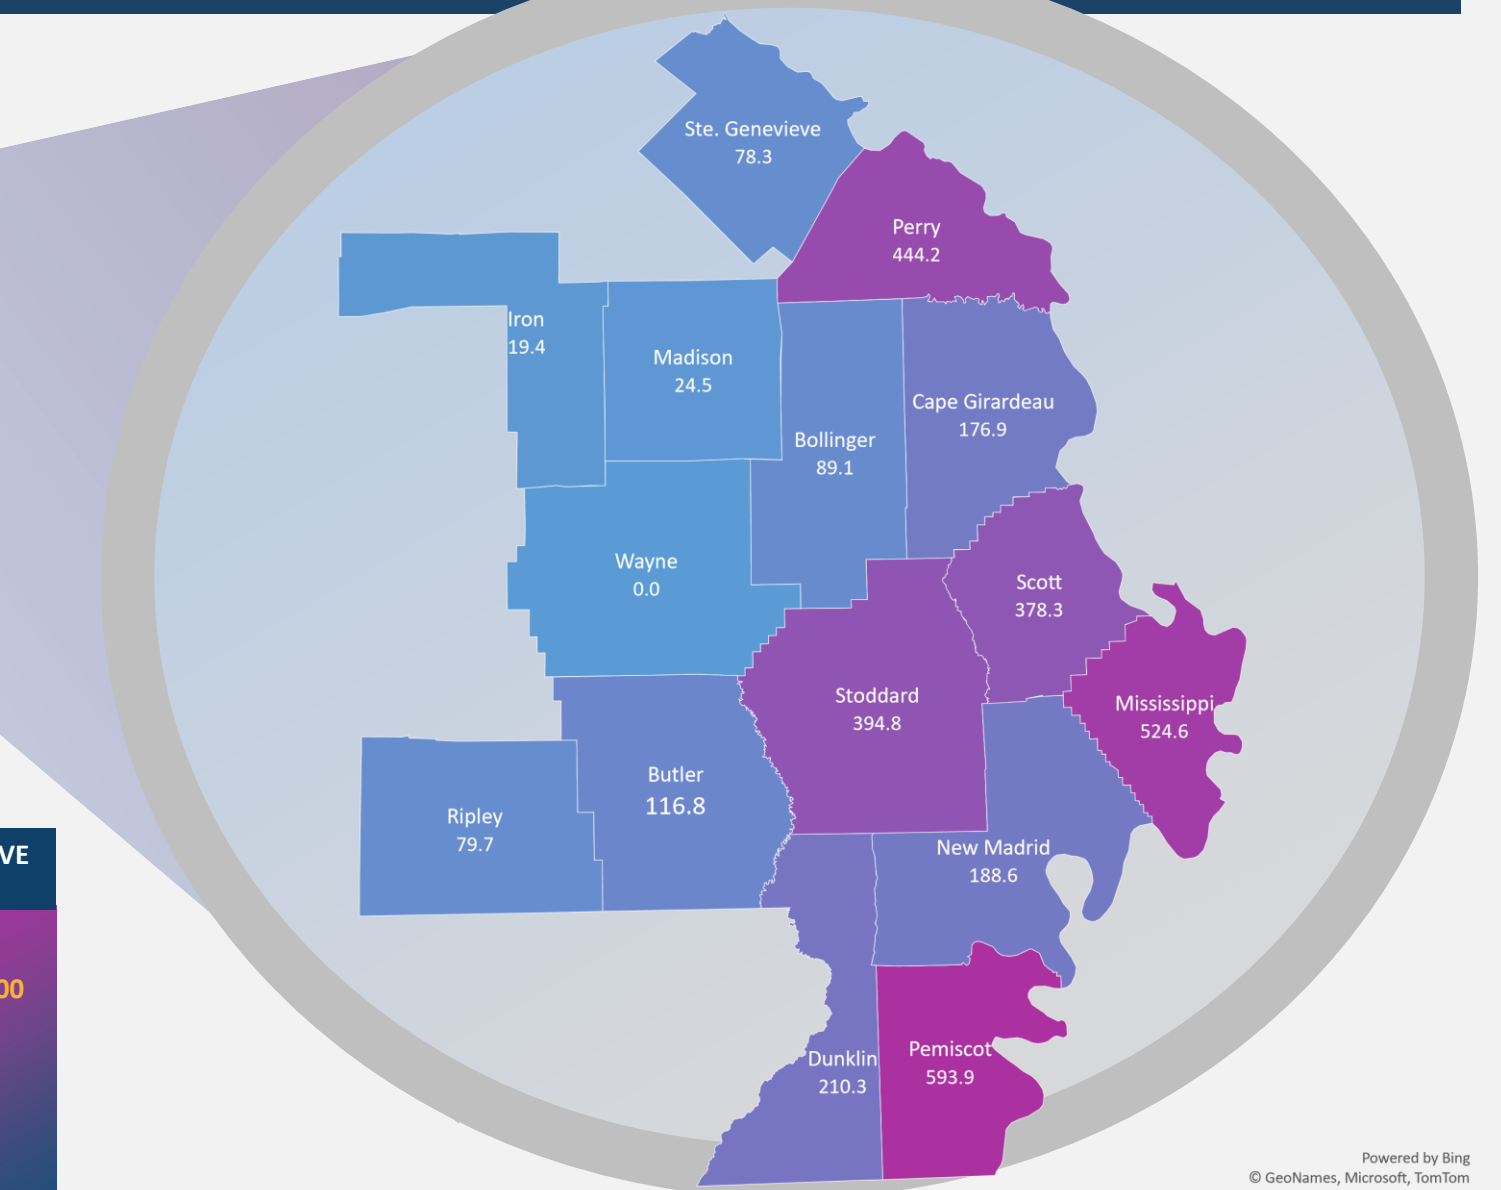 Ste. Genevieve
78.3
Perry
444.2
Iron
19.4
Madison
24.5
Cape Girardeau
176.9
Bollinger
89.1
Wayne
0.0
Scott
378.3
Stoddard
394.8
Mississippi
524.6
Butler
116.8
Ripley
79.7
New Madrid
188.6
VE
00
Dunklin
210.3
Pemiscot
593.9
Powered by Bing
© GeoNames, Microsoft, TomTom